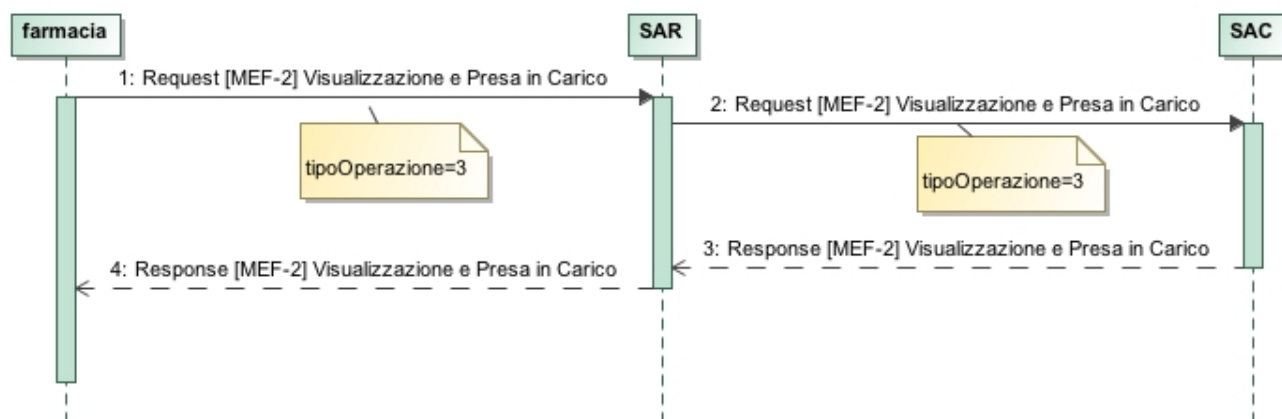 farmacia
SAR
SAC
1: Request [MEF-2] Visualizzazione e Presa in Carico
2: Request [MEF-2] Visualizzazione e Presa in Carico
tipoOperazione=3
tipoOperazione=3
3: Response [MEF-2] Visualizzazione e Presa in Carico
4: Response [MEF-2] Visualizzazione e Presa in Carico